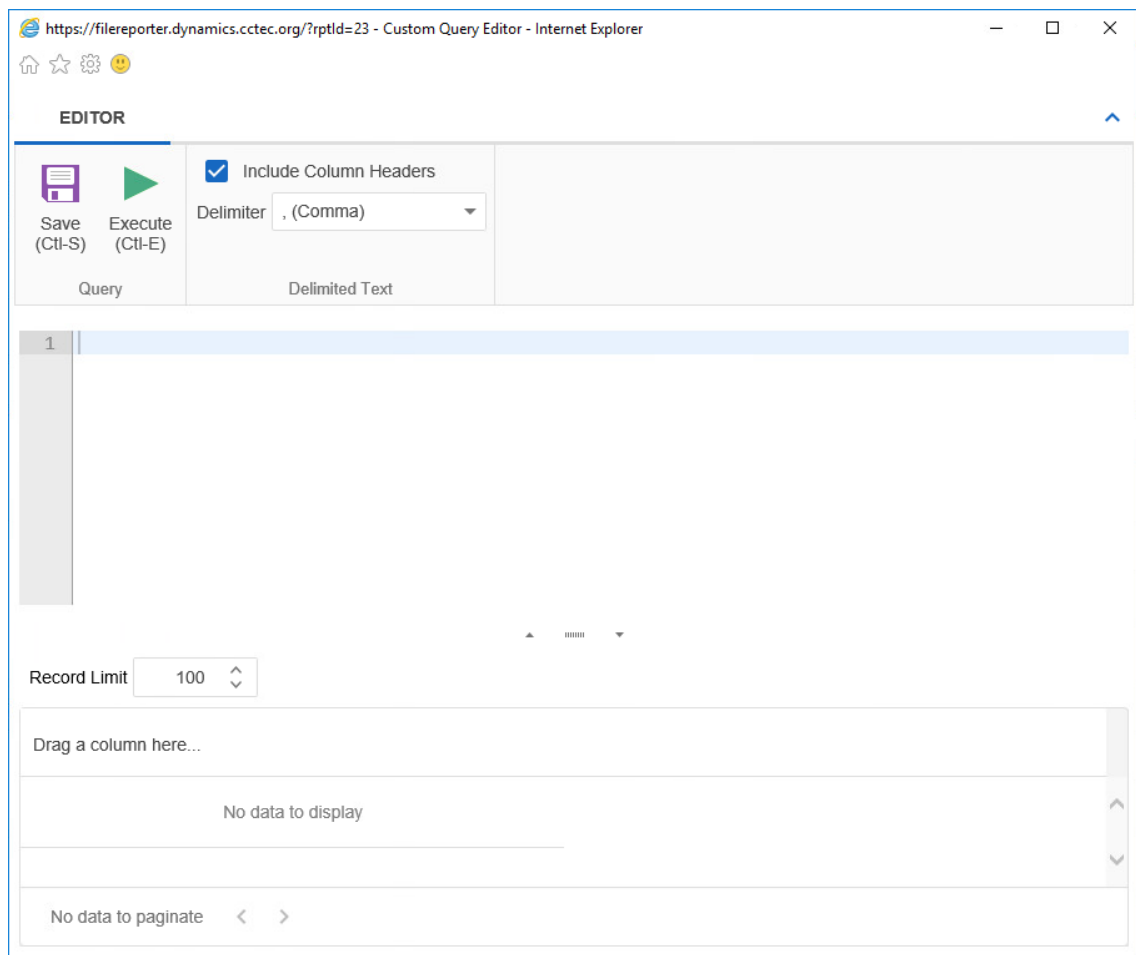 https://filereporter.dynamics.cctec.org/?rptId=23 - Custom Query Editor - Internet Explorer
EDITOR
Save
(Ctl-S)
Execute
(Ctl-E)
Query
Include Column Headers
Delimiter , (Comma)
Delimited Text
1
Record Limit 100
Drag a column here...
No data to display
No data to paginate